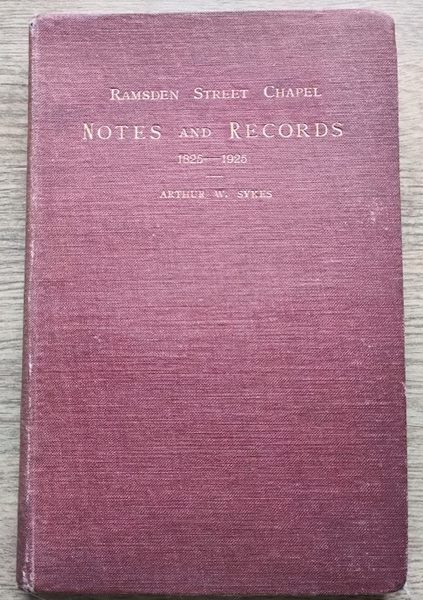 RAMSDEN STREET CHAPEL
NOTES AND RECORDS
1825—1925
ARTHUR W. SYKES